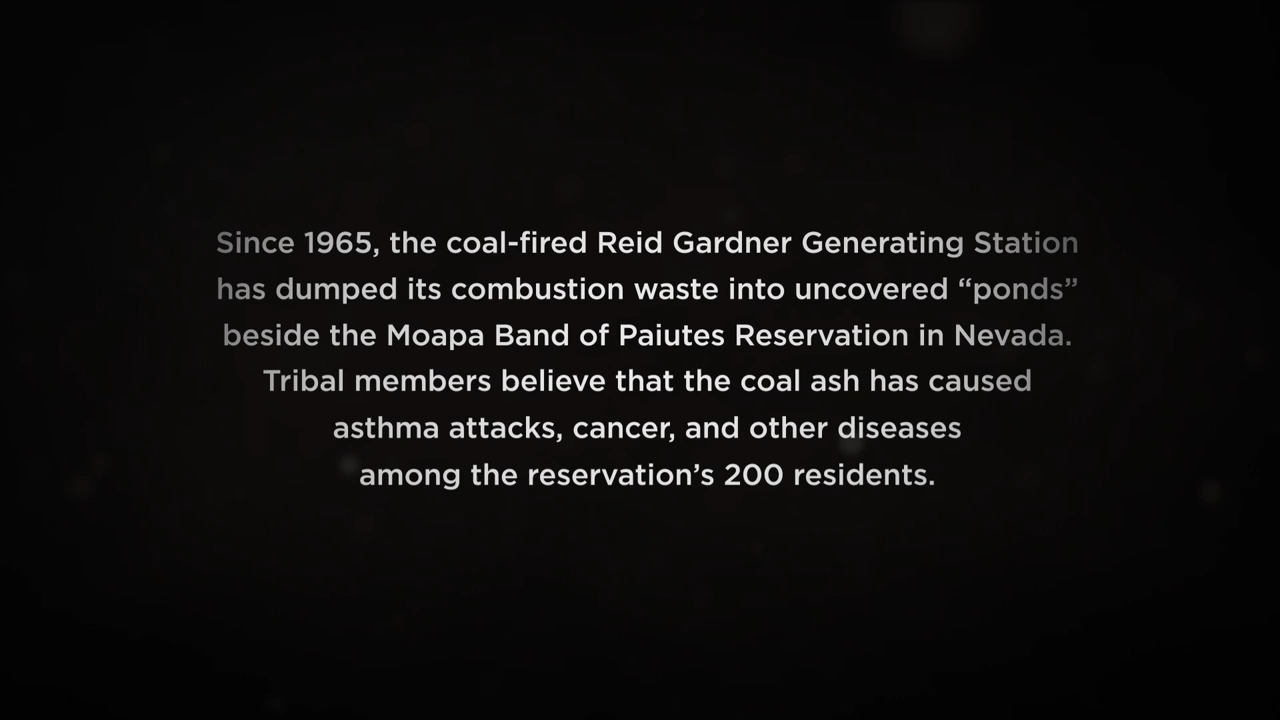 Since 1965, the coal-fired Reid Gardner Generating Station
has dumped its combustion waste into uncovered “ponds”
beside the Moapa Band of Paiutes Reservation in Nevada.
Tribal members believe that the coal ash has caused
asthma attacks, cancer, and other diseases
among the reservation’s 200 residents.